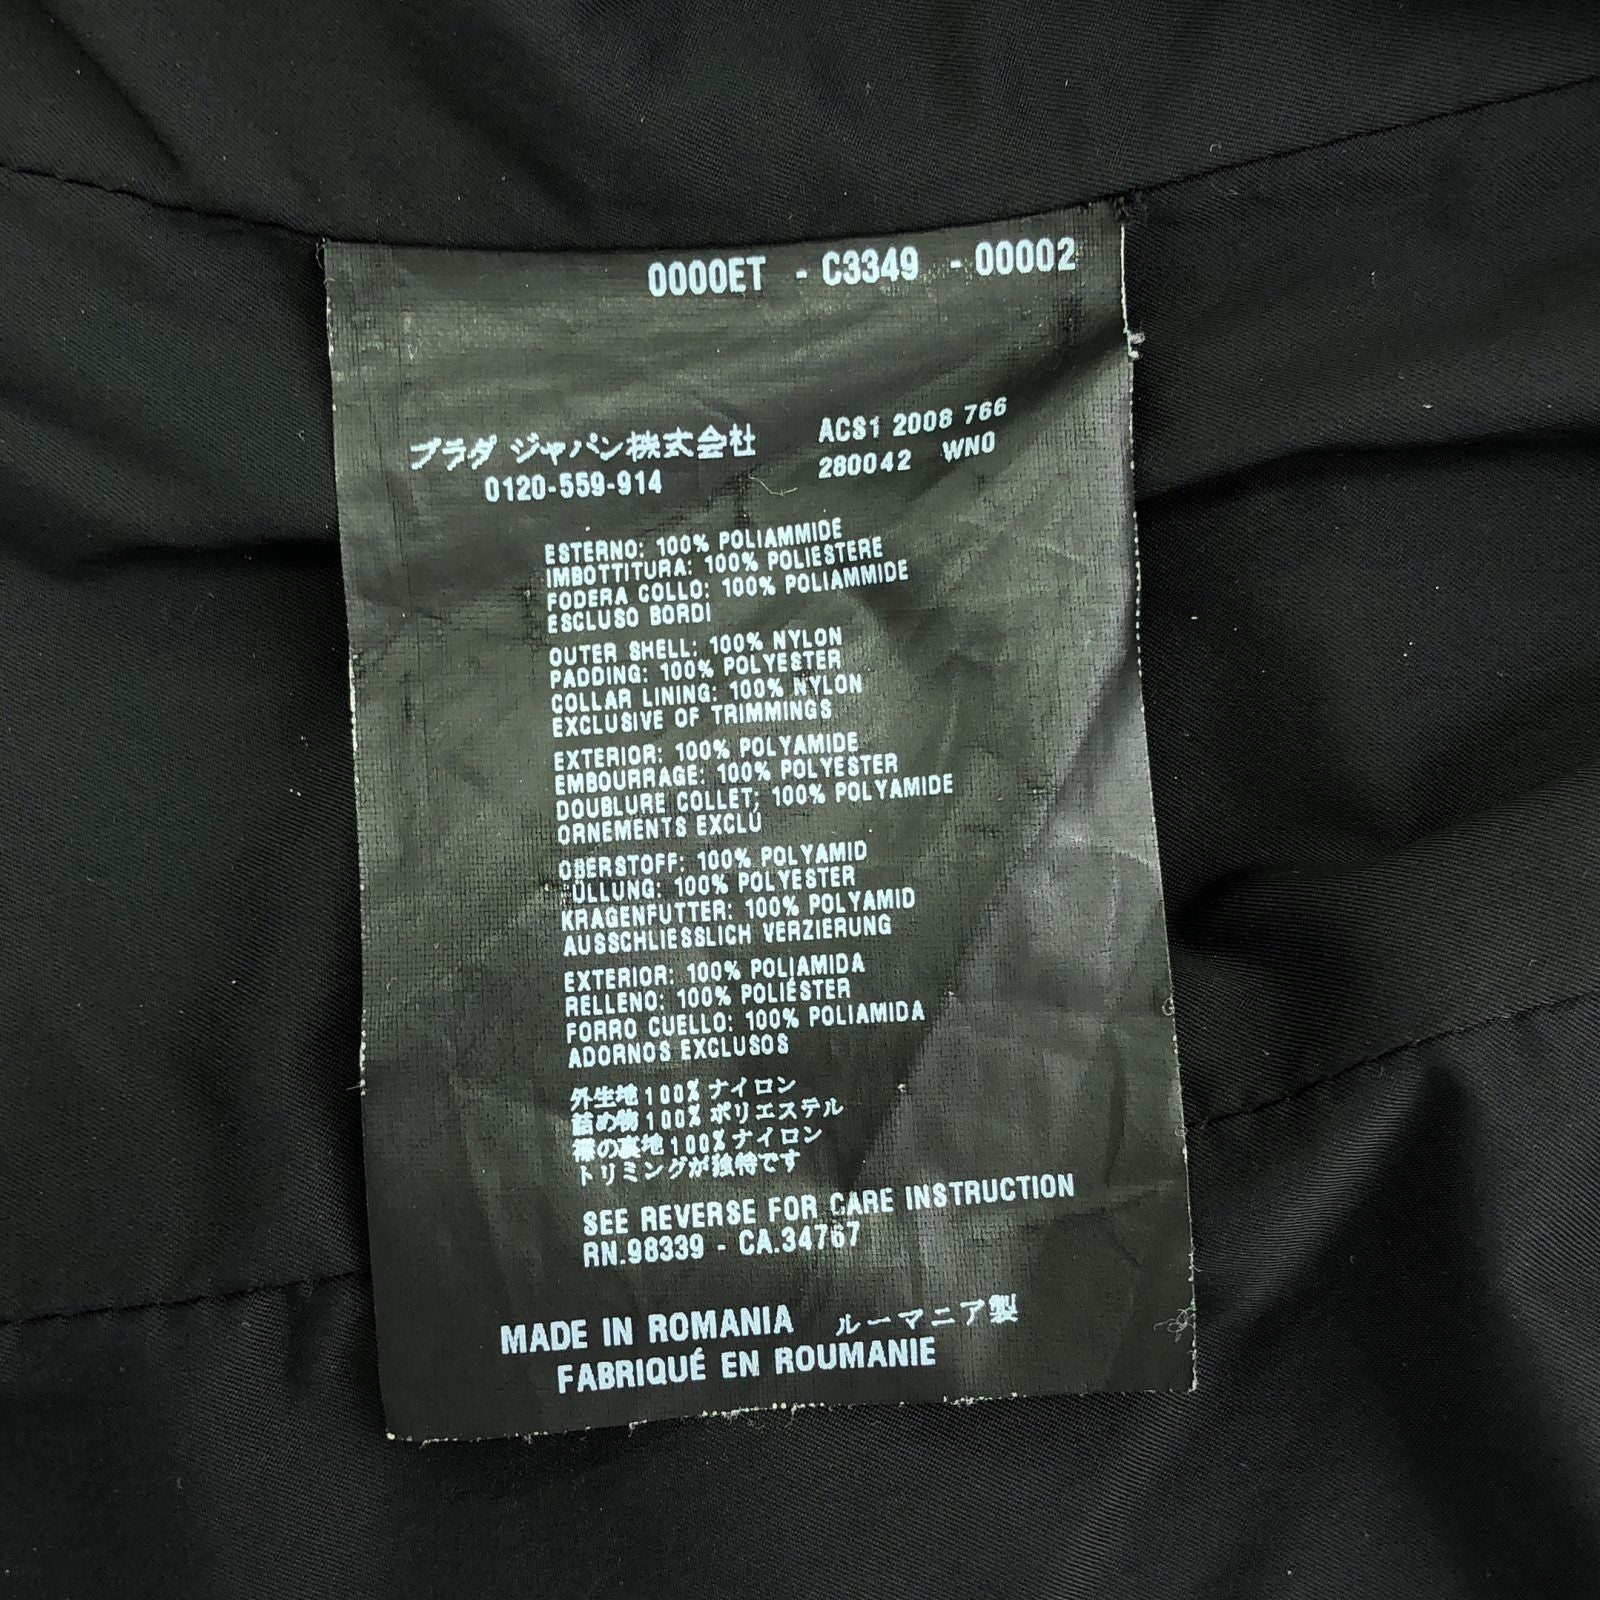 0000ET - C3349 - 00002
プラダ ジャパン株式会社
0120-559-914
ACS1 2008 766
280042 WNO
ESTERNO: 100% POLIAMMIDE
IMBOTTITURA: 100% POLIESTERE
FODERA COLLO: 100% POLIAMMIDE
ESCLUSO BORDI
OUTER SHELL: 100% NYLON
PADDING: 100% POLYESTER
COLLAR LINING: 100% NYLON
EXCLUSIVE OF TRIMMINGS
EXTERIOR: 100% POLYAMIDE
EMBOURRAGE: 100% POLYESTER
DOUBLURE COLLET; 100% POLYAMIDE
ORNEMENTS EXCLU
OBERSTOFF: 100% POLYAMID
ÜLLUNG: 100% POLYESTER
KRAGENFUTTER: 100% POLYAMID
AUSSCHLIESSLICH VERZIERUNG
EXTERIOR: 100% POLIAMIDA
RELLENO: 100% POLIÉSTER
FORRO CUELLO: 100% POLIAMIDA
ADORNOS EXCLUSOS
外生地100%ナイロン
詰め物100%ポリエステル
襟の裏地100%ナイロン
トリミングが独特です
SEE REVERSE FOR CARE INSTRUCTION
RN.98339 - CA.34767
MADE IN ROMANIA ルーマニア製
FABRIQUÉ EN ROUMANIE